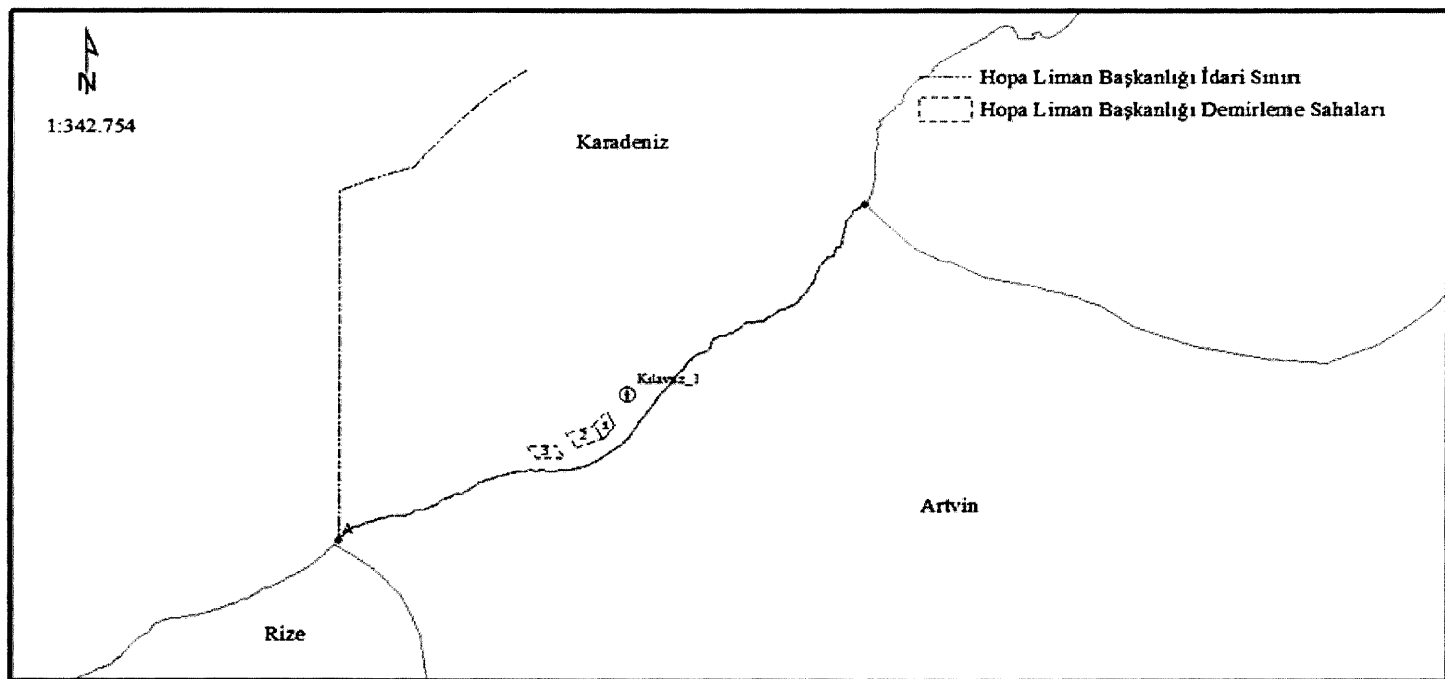 N
1:342.754
Hopa Liman Başkanlığı İdari Sınırı
Hopa Liman Başkanlığı Demirleme Sahaları
Karadeniz
Kılavuz_1
1
2
3
A
Artvin
Rize